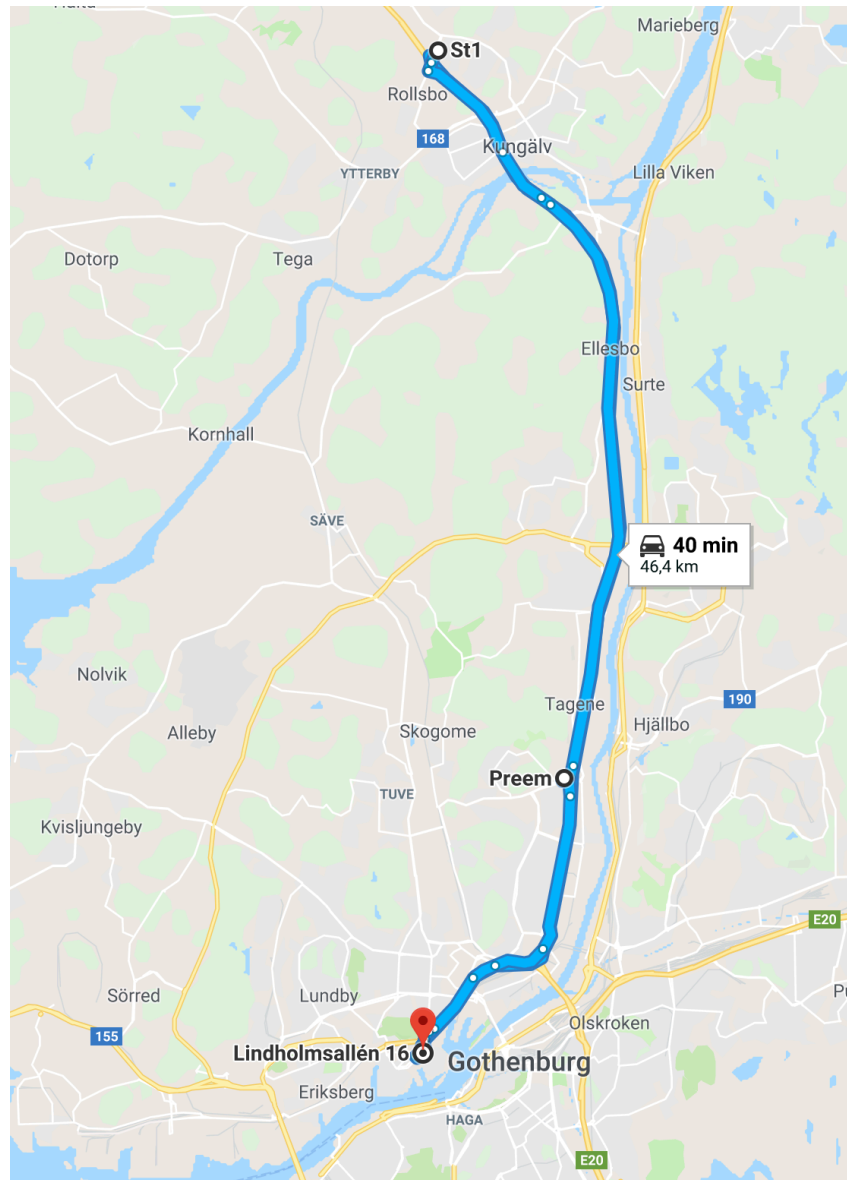 Marieberg
St1
Rollsbo
168
Kungälv
YTTERBY
Lilla Viken
Dotorp
Tega
Ellesbo
Surte
Kornhall
SÄVE
40 min
46,4 km
Nolvik
Tagene
190
Alleby
Skogome
Hjällbo
Preem
TUVE
Kvisljungeby
E20
Sörred
Lundby
155
Olskroken
Lindholmsallén 16
Gothenburg
Eriksberg
HAGA
E20